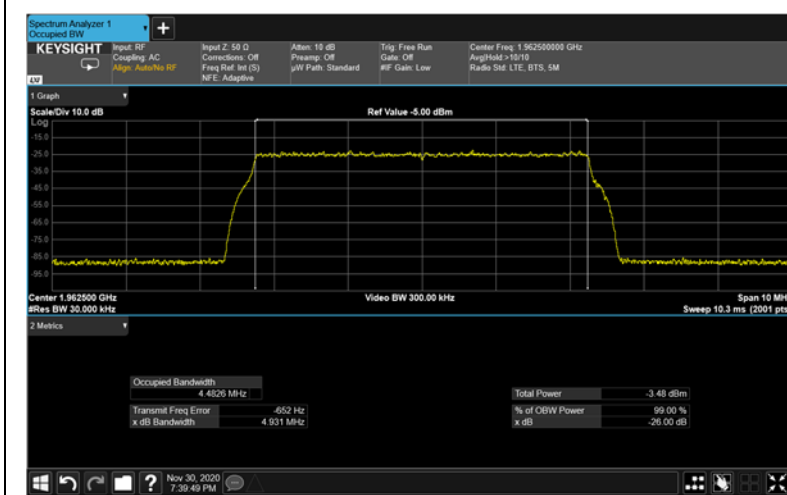 Spectrum Analyzer 1
Occupied BW
+
KEYSIGHT
LXI
Input: RF
Coupling: AC
Align: Auto/No RF
Input Z: 50 Ω
Corrections: Off
Freq Ref: Int (S)
NFE: Adaptive
Atten: 10 dB
Preamp: Off
µW Path: Standard
Trig: Free Run
Gate: Off
#IF Gain: Low
Center Freq: 1.962500000 GHz
Avg|Hold:>10/10
Radio Std: LTE, BTS, 5M
1 Graph
Scale/Div 10.0 dB
Ref Value -5.00 dBm
Log
-15.0
-25.0
-35.0
-45.0
-55.0
-65.0
-75.0
-85.0
-95.0
Center 1.962500 GHz
Video BW 300.00 kHz
Span 10 MH
#Res BW 30.000 kHz
Sweep 10.3 ms (2001 pts
2 Metrics
Occupied Bandwidth
4.4826 MHz
Total Power -3.48 dBm
Transmit Freq Error -652 Hz
% of OBW Power 99.00 %
x dB Bandwidth 4.931 MHz
x dB -26.00 dB
?
Nov 30, 2020
7:39:49 PM